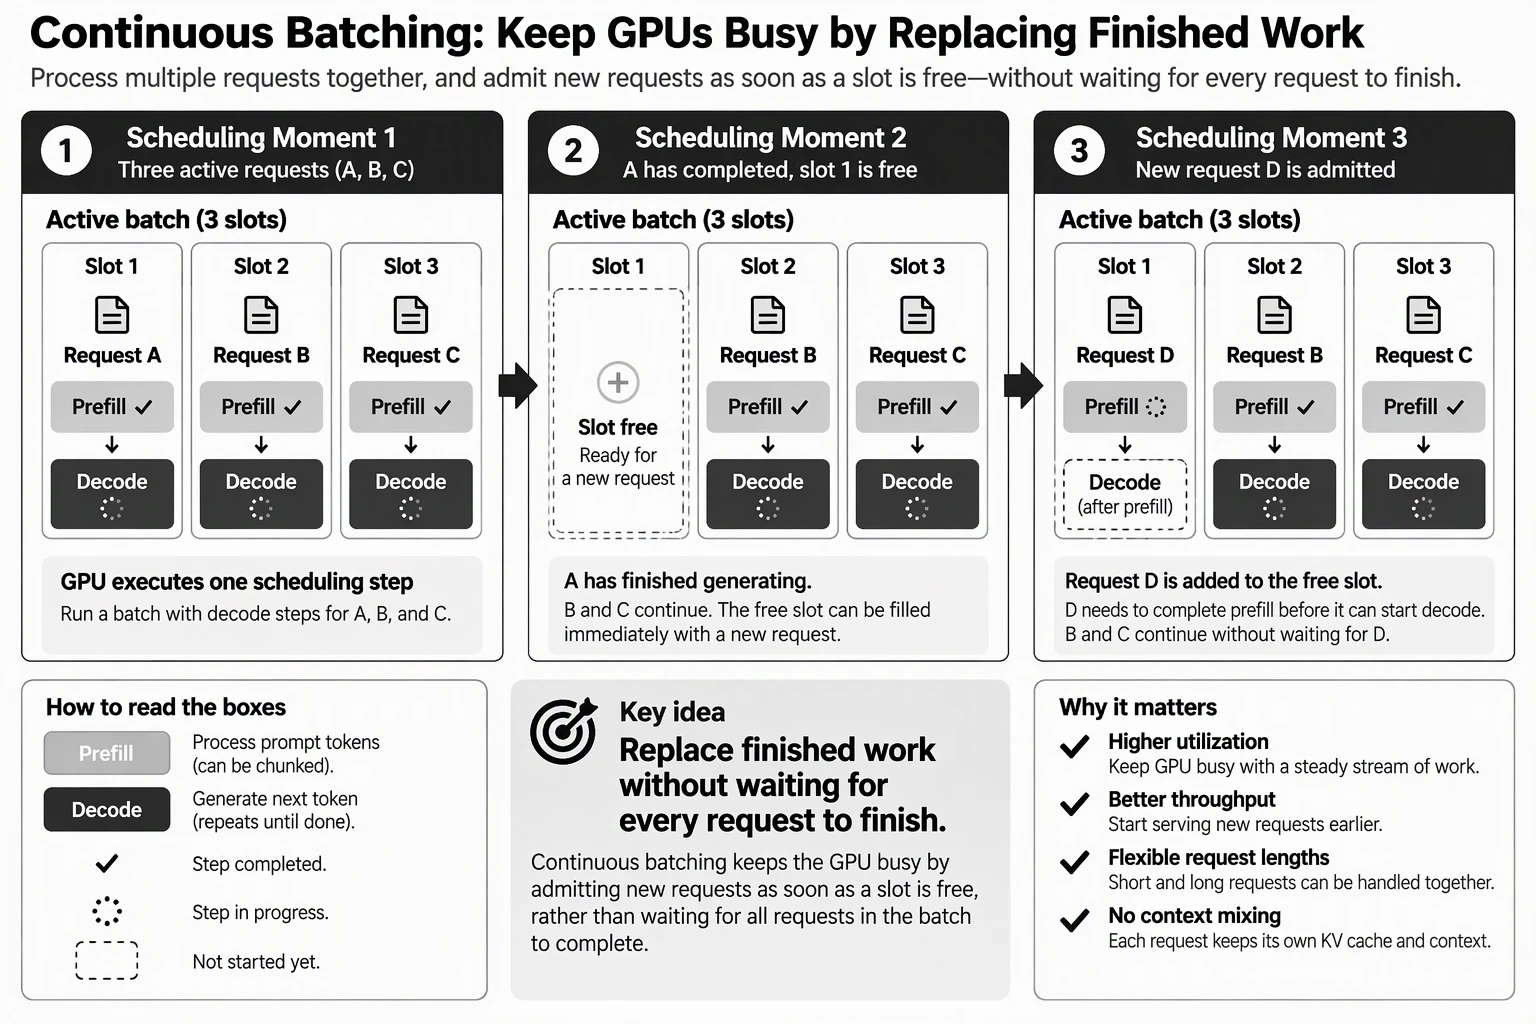 Continuous Batching: Keep GPUs Busy by Replacing Finished Work
Process multiple requests together, and admit new requests as soon as a slot is free—without waiting for every request to finish.
1
Scheduling Moment 1
Three active requests (A, B, C)
Active batch (3 slots)
Slot 1
Request A
Prefill
Decode
Slot 2
Request B
Prefill
Decode
Slot 3
Request C
Prefill
Decode
GPU executes one scheduling step
Run a batch with decode steps for A, B, and C.
2
Scheduling Moment 2
A has completed, slot 1 is free
Active batch (3 slots)
Slot 1
Slot free
Ready for
a new request
Slot 2
Request B
Prefill
Decode
Slot 3
Request C
Prefill
Decode
A has finished generating.
B and C continue. The free slot can be filled
immediately with a new request.
3
Scheduling Moment 3
New request D is admitted
Active batch (3 slots)
Slot 1
Request D
Prefill
Decode
(after prefill)
Slot 2
Request B
Prefill
Decode
Slot 3
Request C
Prefill
Decode
Request D is added to the free slot.
D needs to complete prefill before it can start decode.
B and C continue without waiting for D.
How to read the boxes
Prefill
Process prompt tokens
(can be chunked).
Decode
Generate next token
(repeats until done).
Step completed.
Step in progress.
Not started yet.
Key idea
Replace finished work
without waiting for
every request to finish.
Continuous batching keeps the GPU busy by
admitting new requests as soon as a slot is free,
rather than waiting for all requests in the batch
to complete.
Why it matters
Higher utilization
Keep GPU busy with a steady stream of work.
Better throughput
Start serving new requests earlier.
Flexible request lengths
Short and long requests can be handled together.
No context mixing
Each request keeps its own KV cache and context.